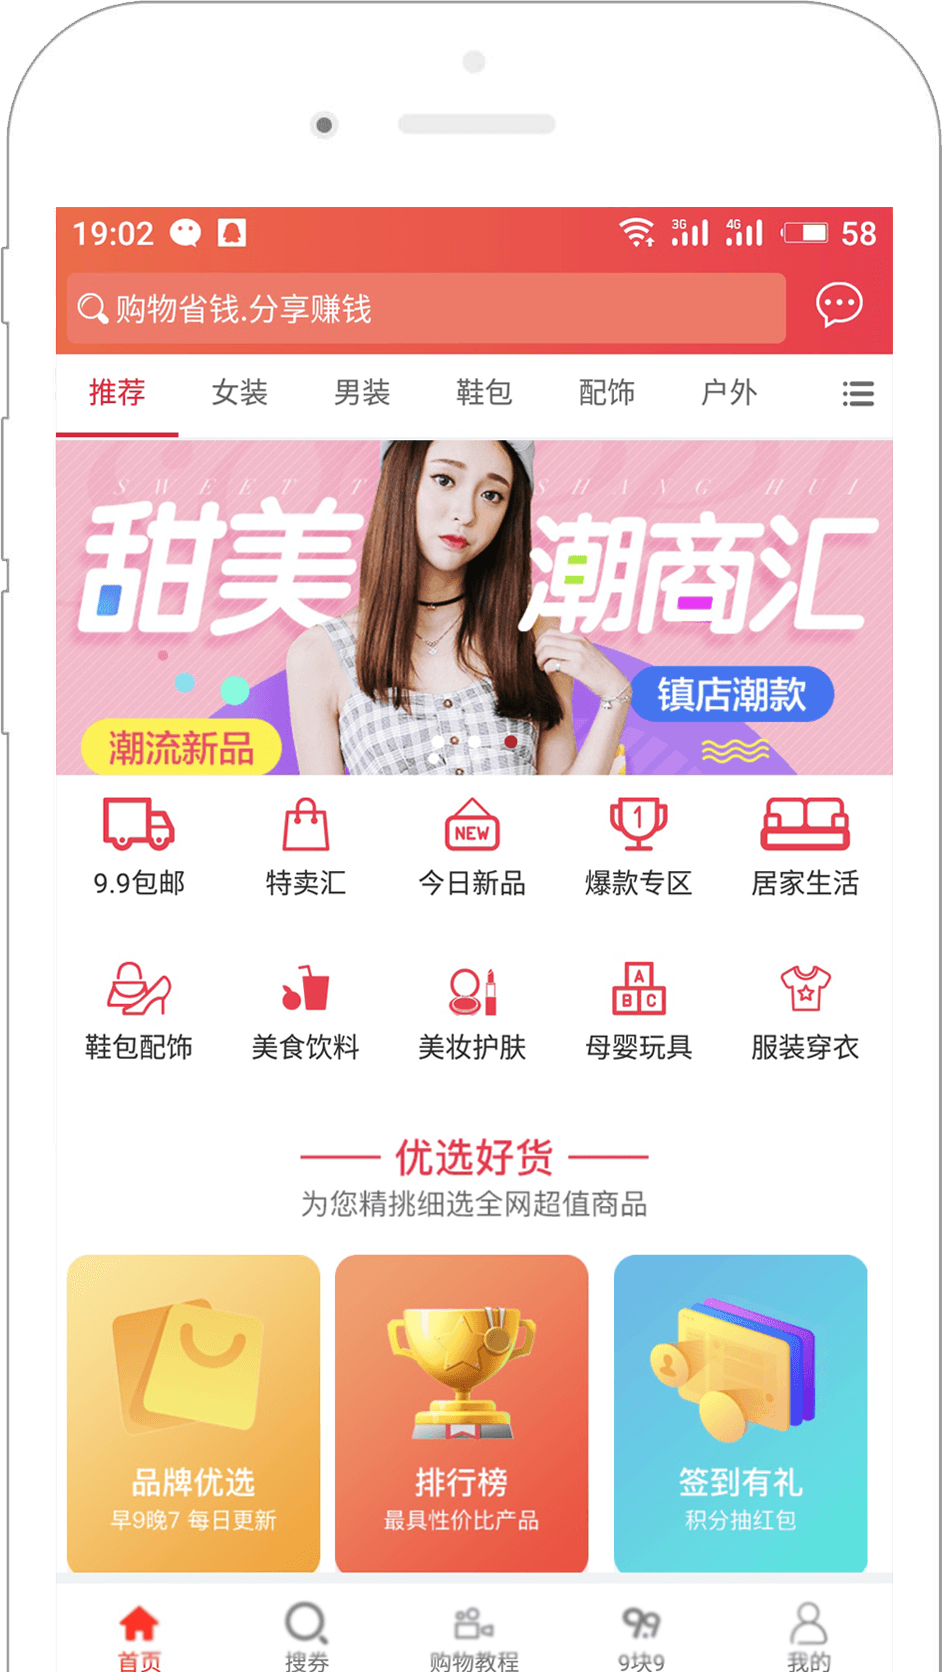 19:02 3G 4G 58
购物省钱.分享赚钱
推荐 女装 男装 鞋包 配饰 户外
SWEET T SHANG HUI
甜美 潮商汇
镇店潮款
潮流新品
NEW 1
9.9包邮 特卖汇 今日新品 爆款专区 居家生活
A
B C
鞋包配饰 美食饮料 美妆护肤 母婴玩具 服装穿衣
优选好货
为您精挑细选全网超值商品
品牌优选 排行榜 签到有礼
早9晚7 每日更新 最具性价比产品 积分抽红包
9.9
首页 搜券 购物教程 9块9 我的